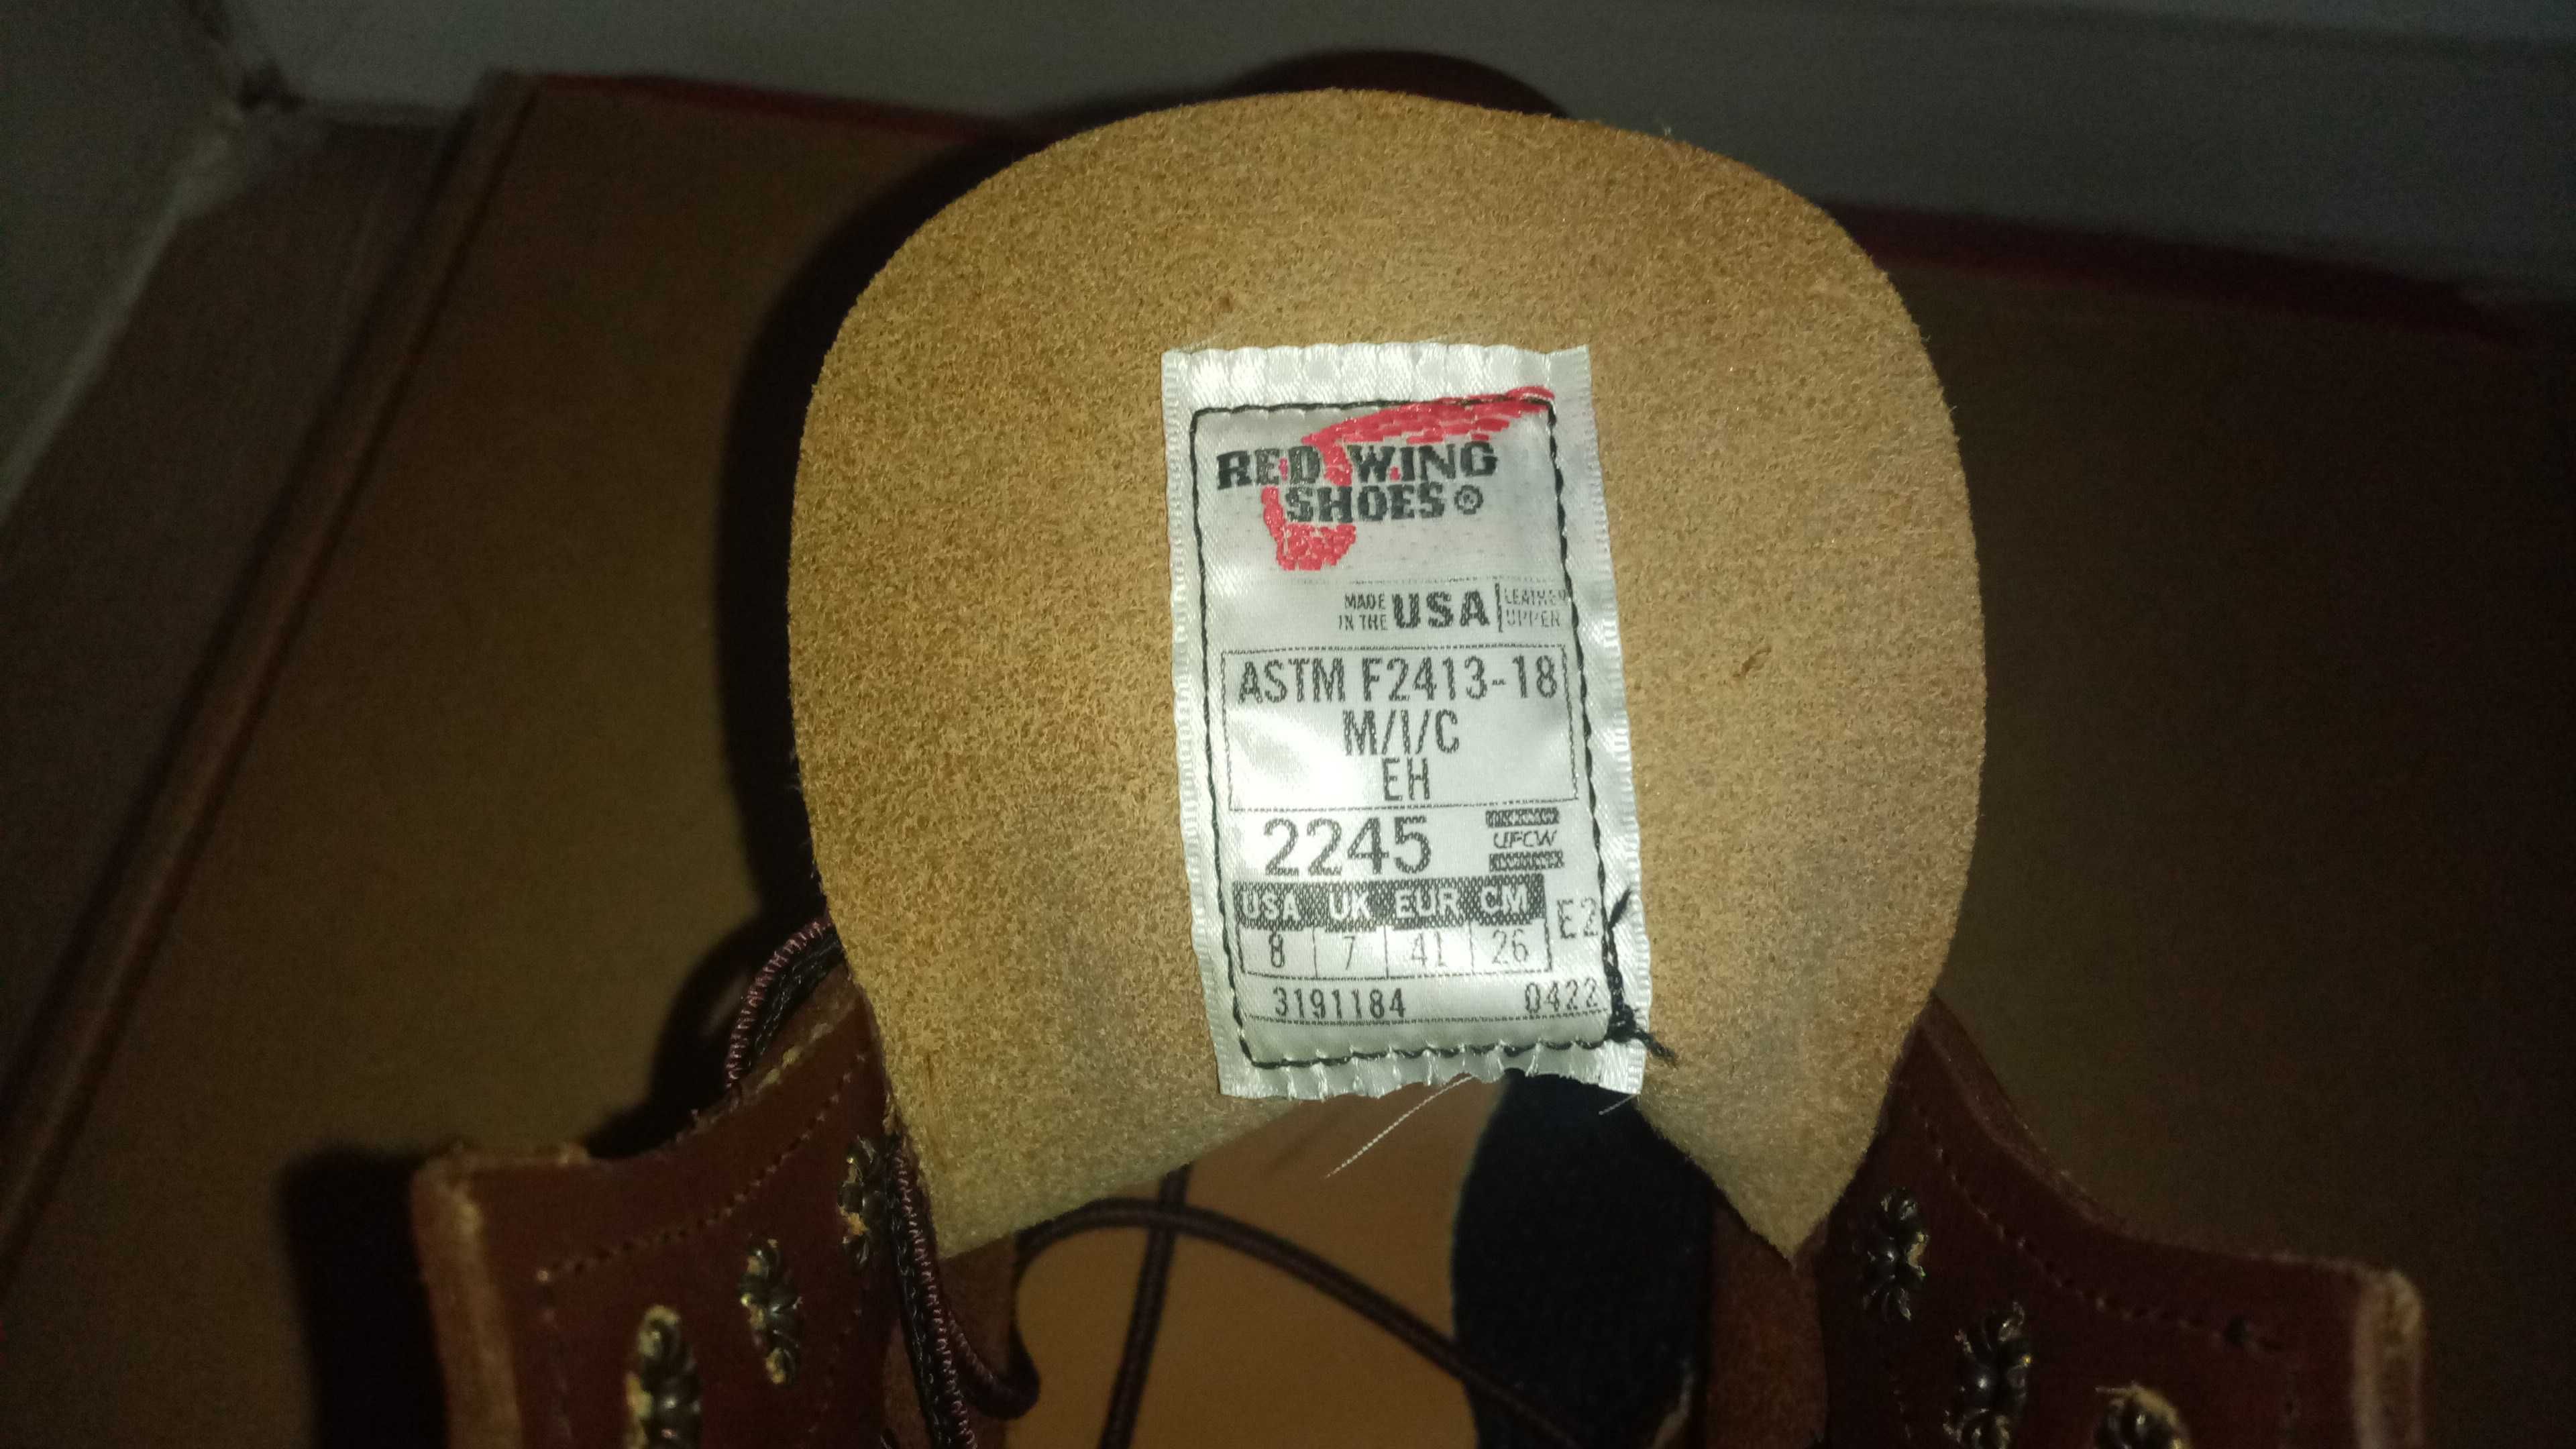 RED WING
SHOES®
MADE IN THE USA | LEATHER UPPER
ASTM F2413-18
M/I/C
EH
2245 UFCW
USA UK EUR CM E2
8 7 41 26
3191184 0422